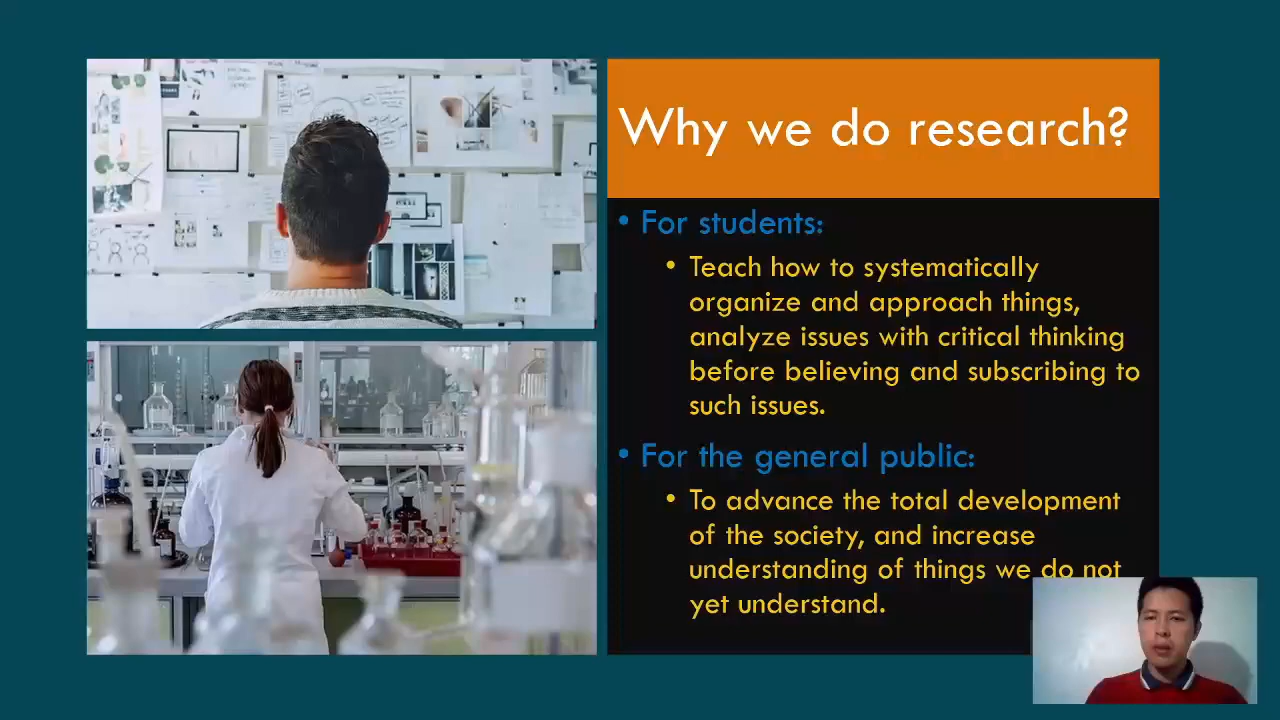 Why we do research?
• For students:
• Teach how to systematically
organize and approach things,
analyze issues with critical thinking
before believing and subscribing to
such issues.
• For the general public:
• To advance the total development
of the society, and increase
understanding of things we do not
yet understand.